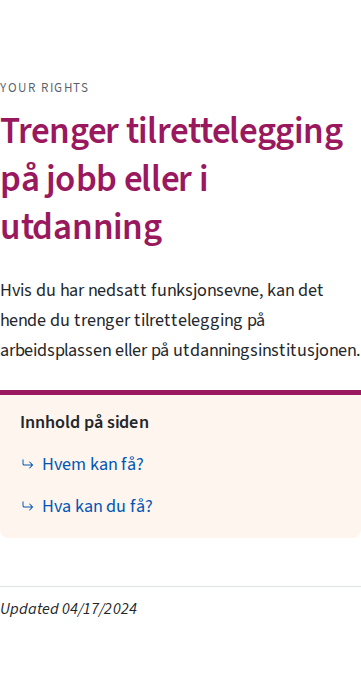 YOUR RIGHTS
Trenger tilrettelegging
på jobb eller i
utdanning
Hvis du har nedsatt funksjonsevne, kan det
hende du trenger tilrettelegging på
arbeidsplassen eller på utdanningsinstitusjonen.
Innhold på siden
Hvem kan få?
Hva kan du få?
Updated 04/17/2024